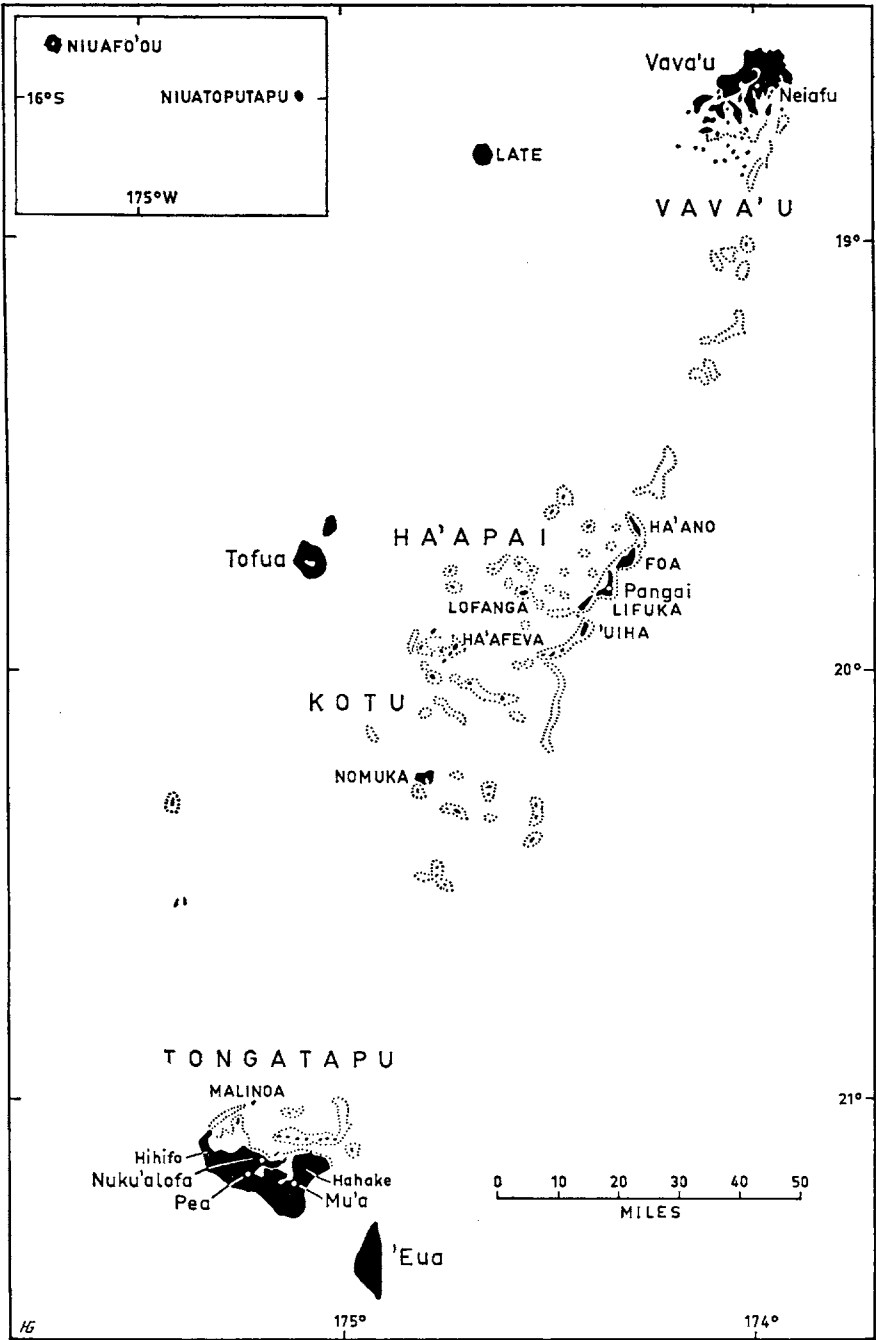 NIUAFO'OU
16°S
NIUATOPUTAPU
175°W
Vava'u
Neiafu
LATE
VAVA'U
19°
HA'APAI
HA'ANO
Tofua
FOA
Pangai
LOFANGA
LIFUKA
'UIHA
HA'AFEVA
20°
KOTU
NOMUKA
TONGATAPU
MALINOA
21°
Hihifo
Nuku'alofa
Hahake
Pea
Mu'a
0 10 20 30 40 50
MILES
'Eua
HG
175°
174°